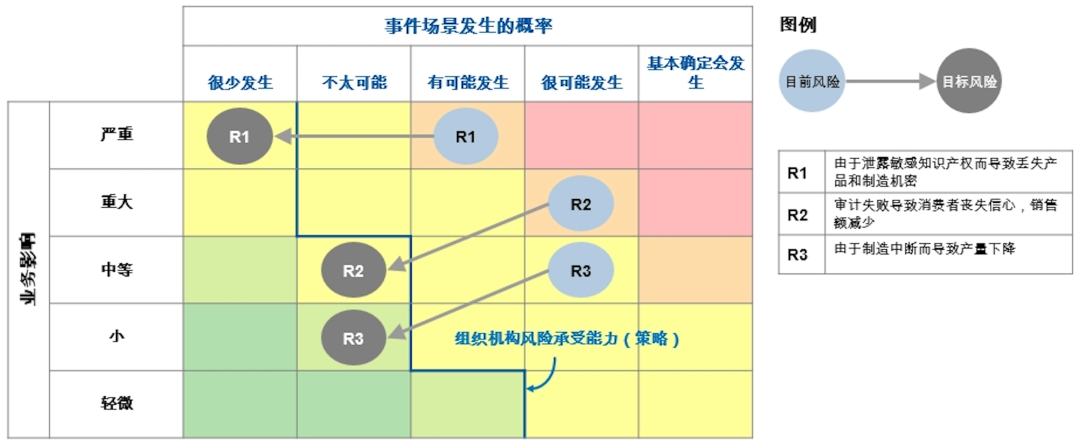 事件场景发生的概率
图例
很少发生
不太可能
有可能发生
很可能发生
基本确定会发
生
目前风险
目标风险
业务影响
严重
R1
R1
重大
R2
中等
R2
R3
小
R3
组织机构风险承受能力（策略）
轻微
R1
由于泄露敏感知识产权而导致丢失产
品和制造机密
R2
审计失败导致消费者丧失信心，销售
额减少
R3
由于制造中断而导致产量下降